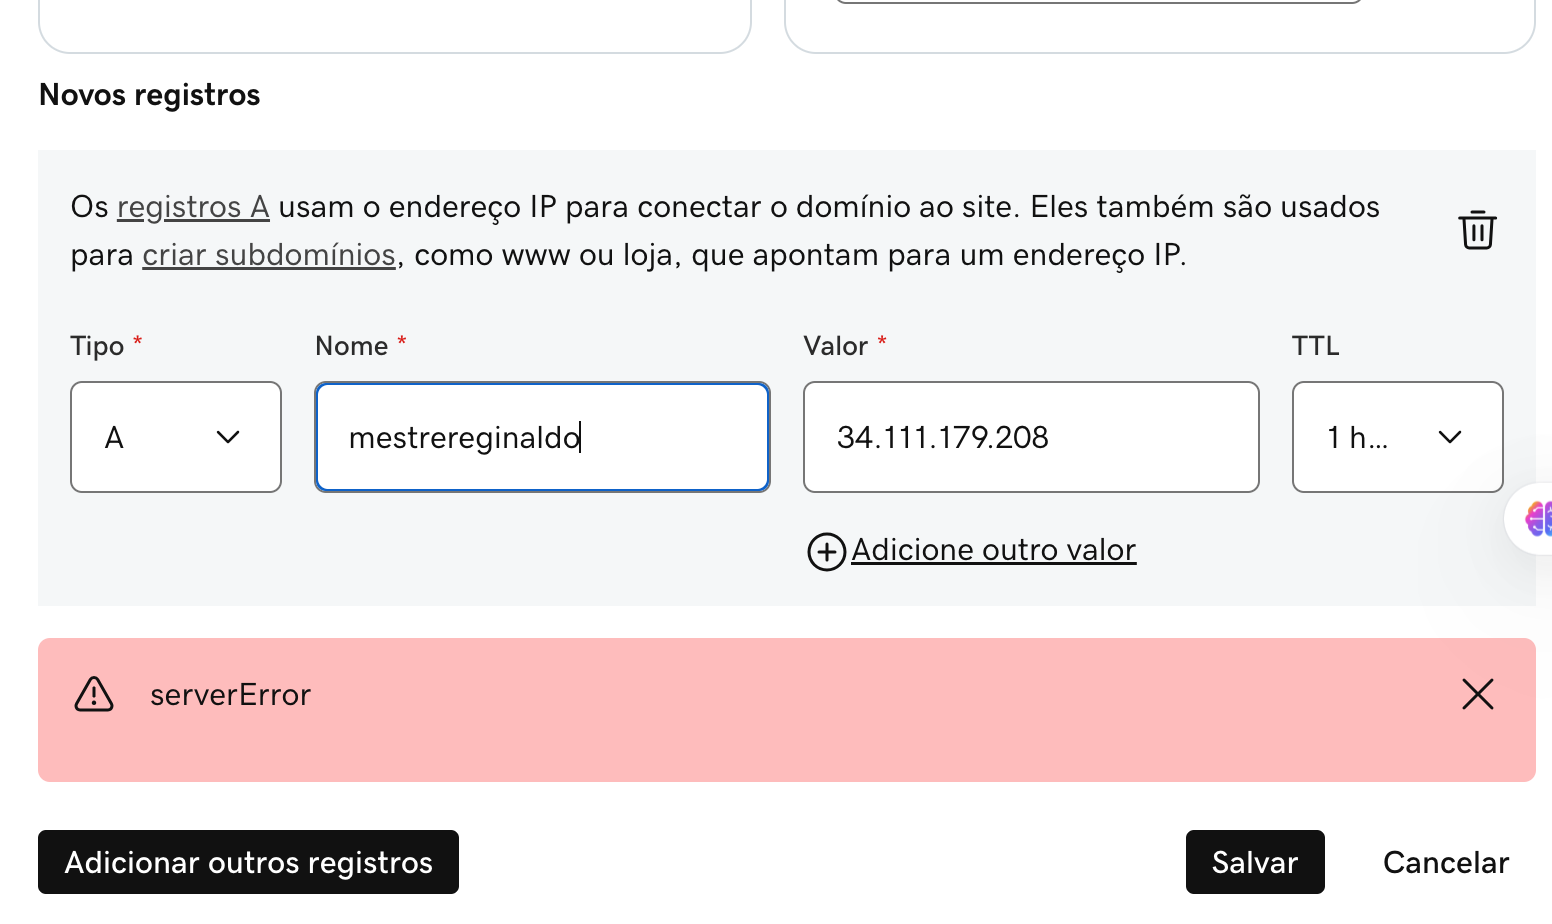 Novos registros
Os registros A usam o endereço IP para conectar o domínio ao site. Eles também são usados
para criar subdomínios, como www ou loja, que apontam para um endereço IP.
Tipo * Nome * Valor * TTL
A mestrereginaldo 34.111.179.208 1 h...
Adicione outro valor
serverError
Adicionar outros registros Salvar Cancelar